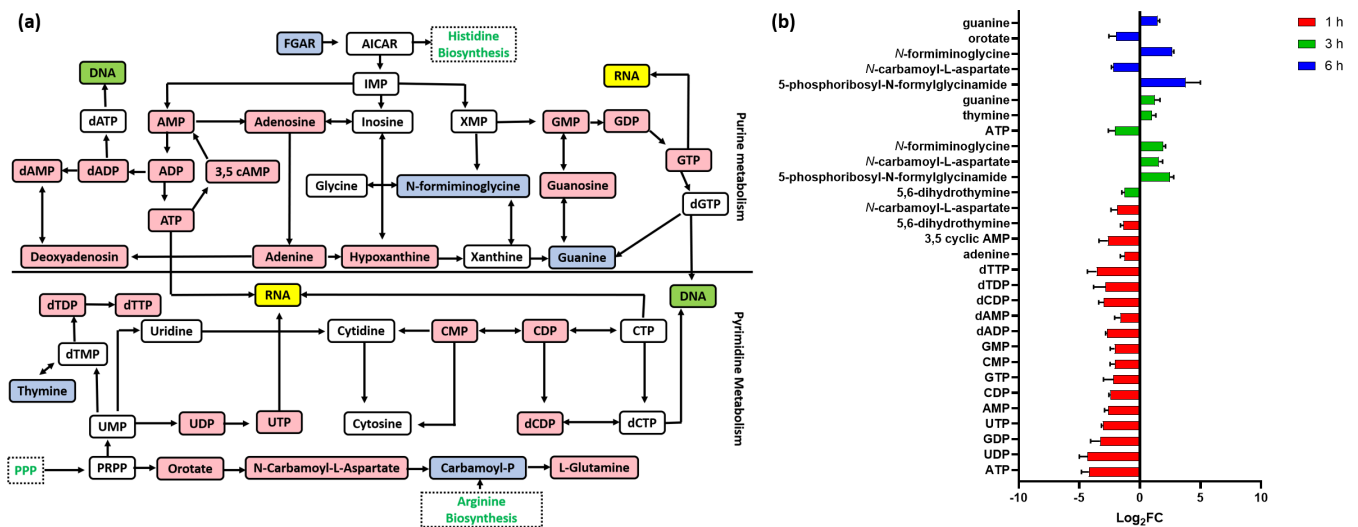 (a)
FGAR
AICAR
Histidine
Biosynthesis
DNA
RNA
IMP
dATP
AMP
Adenosine
Inosine
XMP
GMP
GDP
dAMP
dADP
ADP
3,5 cAMP
GTP
Glycine
N-formiminoglycine
Guanosine
ATP
dGTP
Deoxyadenosin
Adenine
Hypoxanthine
Xanthine
Guanine
Purine metabolism
dTDP
dTTP
RNA
DNA
Uridine
Cytidine
CMP
CDP
CTP
dTMP
Thymine
UMP
UDP
UTP
Cytosine
dCDP
dCTP
Pyrimidine Metabolism
PPP
PRPP
Orotate
N-Carbamoyl-L-Aspartate
Carbamoyl-P
L-Glutamine
Arginine
Biosynthesis
(b)
guanine
orotate
N-formiminoglycine
N-carbamoyl-L-aspartate
5-phosphoribosyl-N-formylglycinamide
guanine
thymine
ATP
N-formiminoglycine
N-carbamoyl-L-aspartate
5-phosphoribosyl-N-formylglycinamide
5,6-dihydrothymine
N-carbamoyl-L-aspartate
5,6-dihydrothymine
3,5 cyclic AMP
adenine
dTTP
dTDP
dCDP
dAMP
dADP
GMP
CMP
GTP
CDP
AMP
UTP
GDP
UDP
ATP
-10 -5 0 5 10
Log2FC
1 h
3 h
6 h